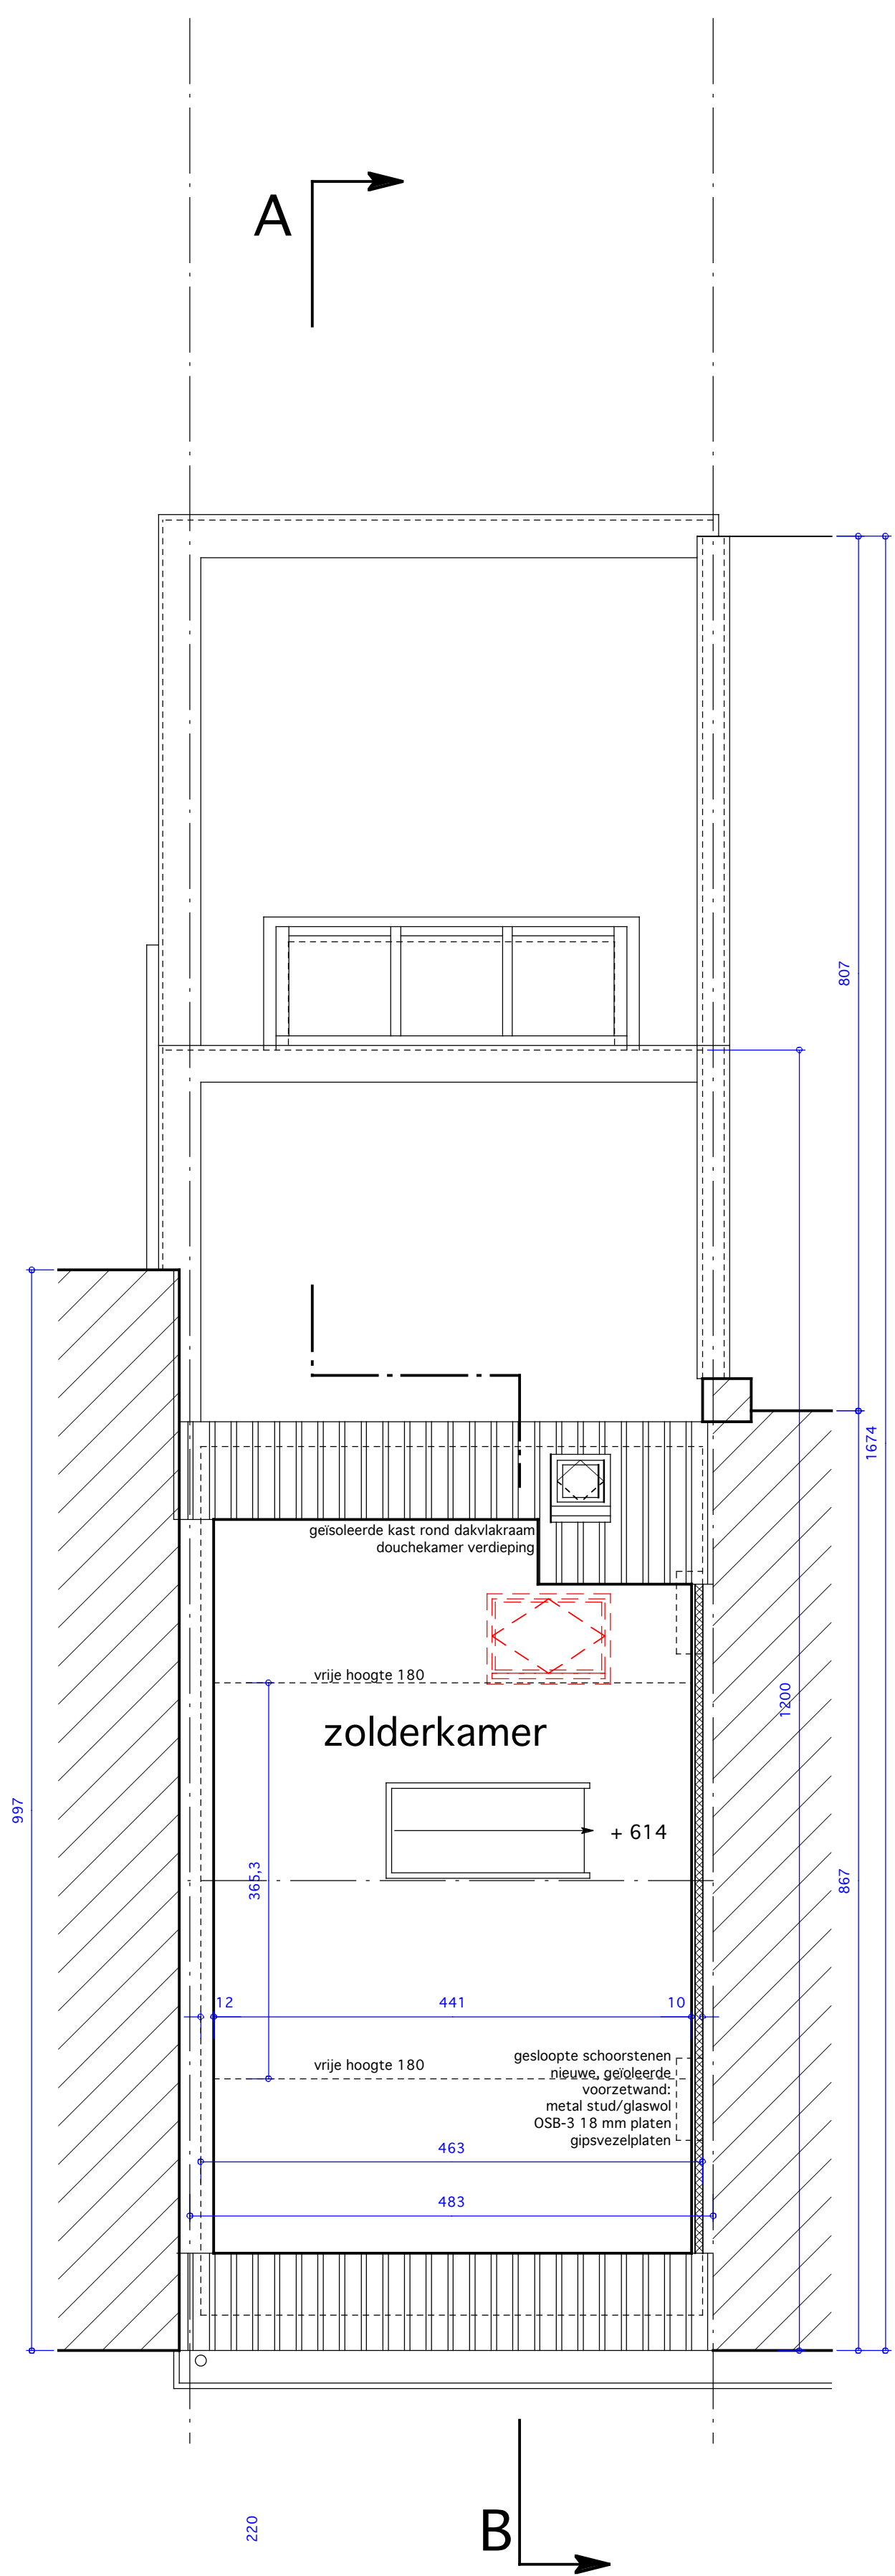 A
807
geïsoleerde kast rond dakvlakraam
douchekamer verdieping
1674
vrije hoogte 180
1200
zolderkamer
997
+ 614
365,3
867
12
441
10
vrije hoogte 180
gesloopte schoorstenen
nieuwe, geïoleerde
voorzetwand:
metal stud/glaswol
OSB-3 18 mm platen
gipsvezelplaten
463
483
220
B